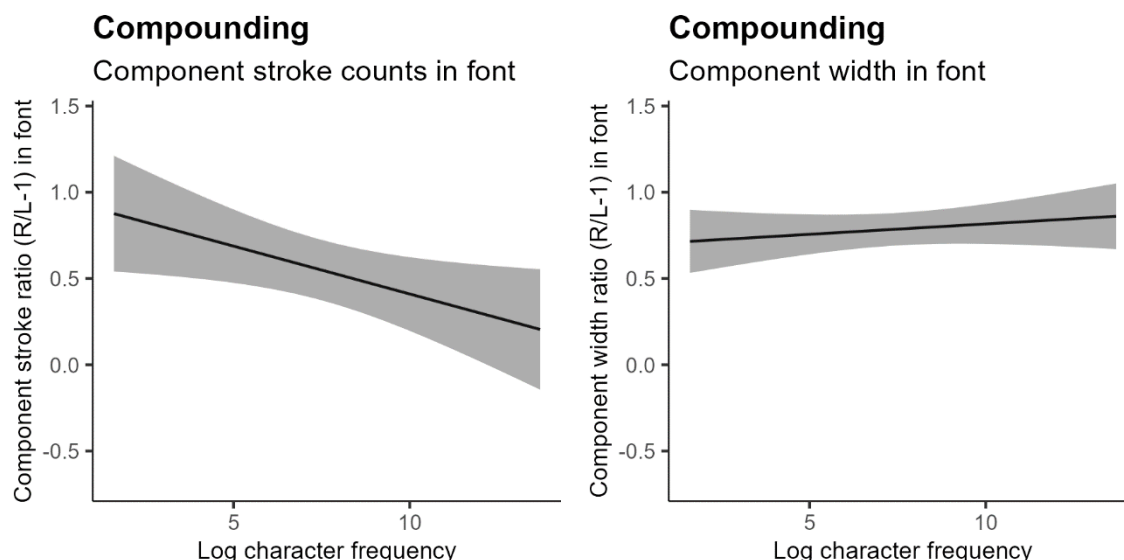 Compounding
Component stroke counts in font
Component stroke ratio (R/L-1) in font
1.5
1.0
0.5
0.0
-0.5
5
10
Log character frequency
Compounding
Component width in font
Component width ratio (R/L-1) in font
1.5
1.0
0.5
0.0
-0.5
5
10
Log character frequency